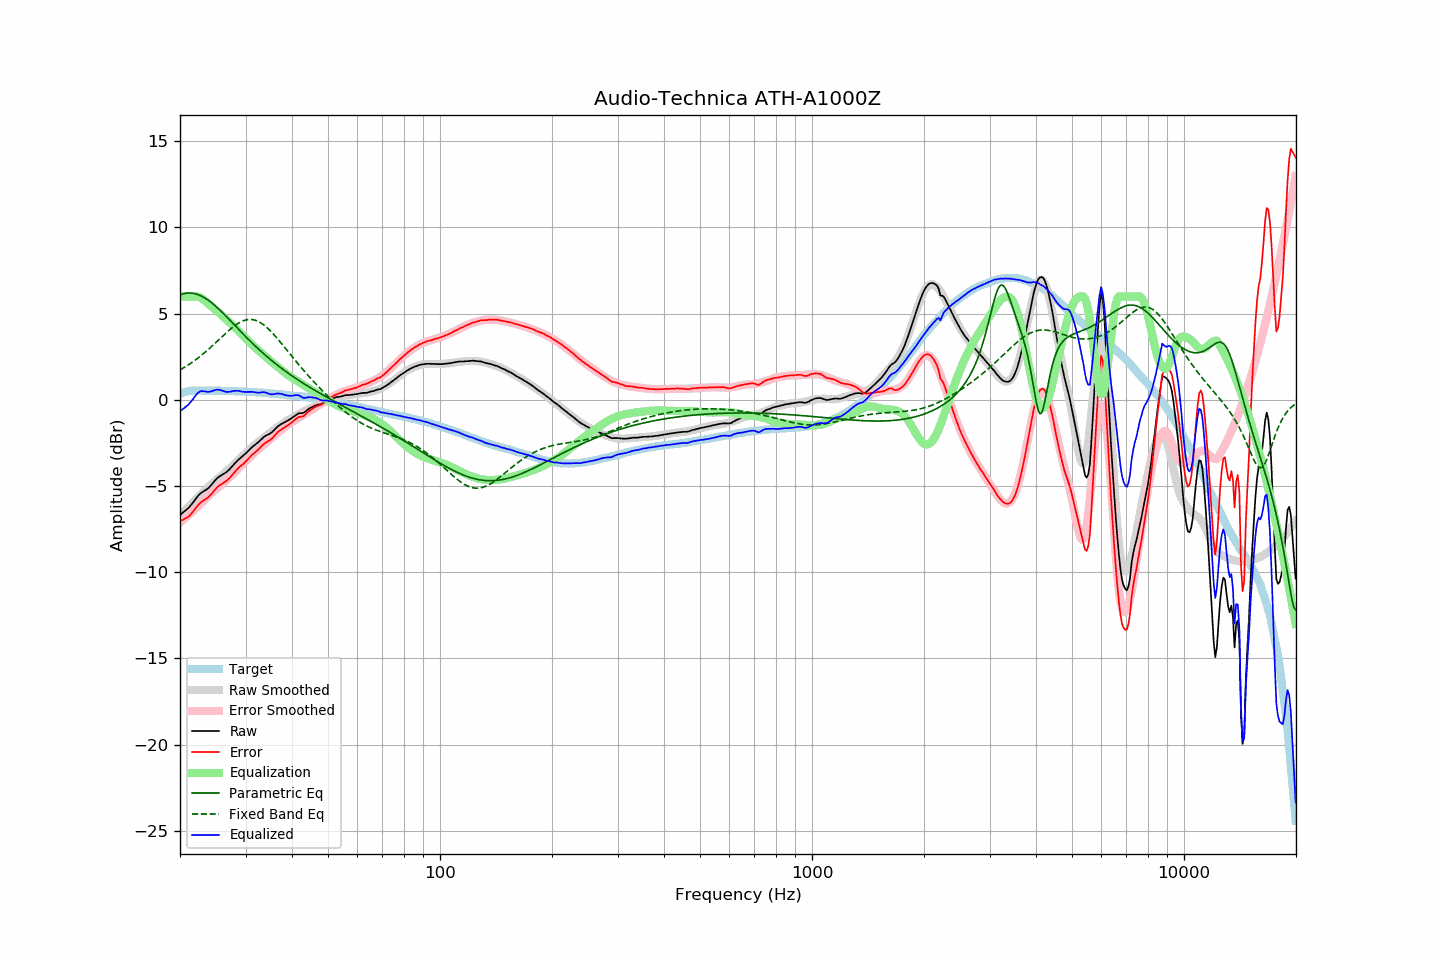 Audio-Technica ATH-A1000Z
15
10
5
0
−5
−10
−15
−20
−25
Amplitude (dBr)
Target
Raw Smoothed
Error Smoothed
Raw
Error
Equalization
Parametric Eq
Fixed Band Eq
Equalized
100
1000
10000
Frequency (Hz)